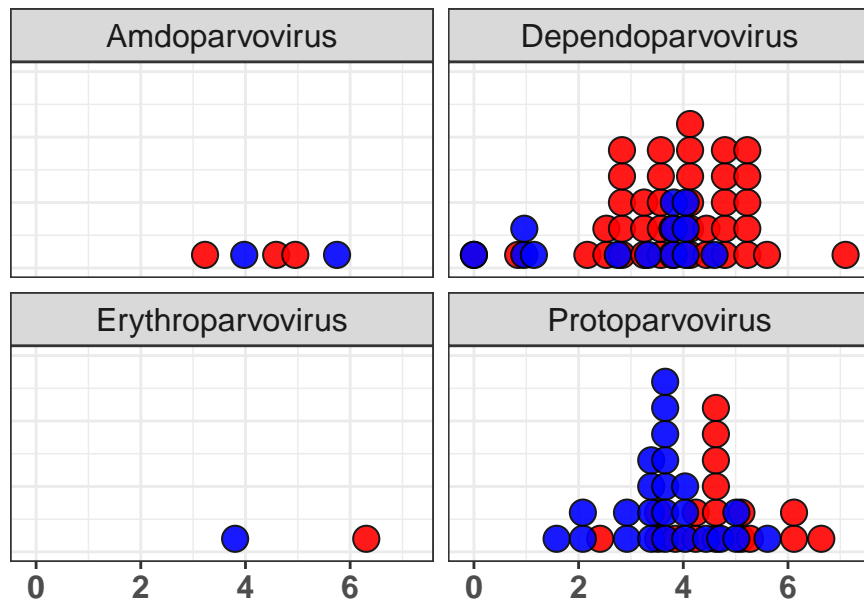 Amdoparvovirus
Dependoparvovirus
Erythroparvovirus
Protoparvovirus
0 2 4 6 0 2 4 6